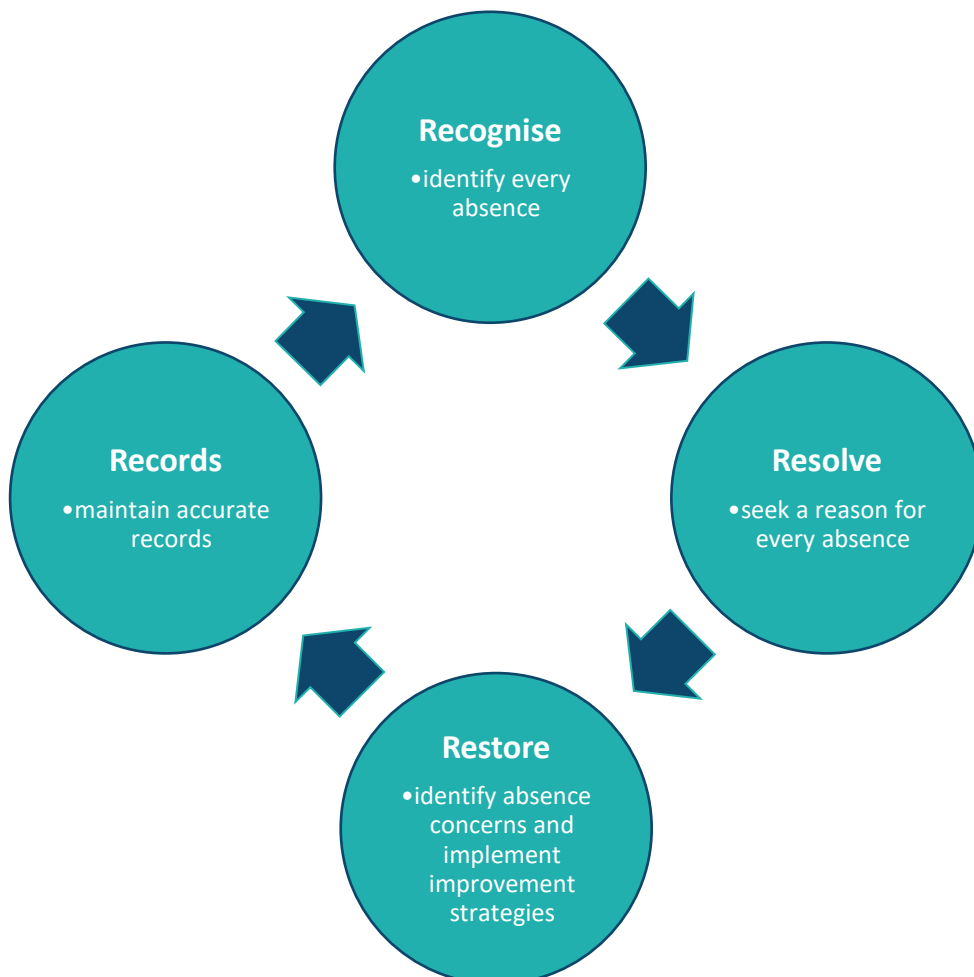 Recognise
•identify every
absence
Resolve
•seek a reason for
every absence
Restore
•identify absence
concerns and
implement
improvement
strategies
Records
•maintain accurate
records